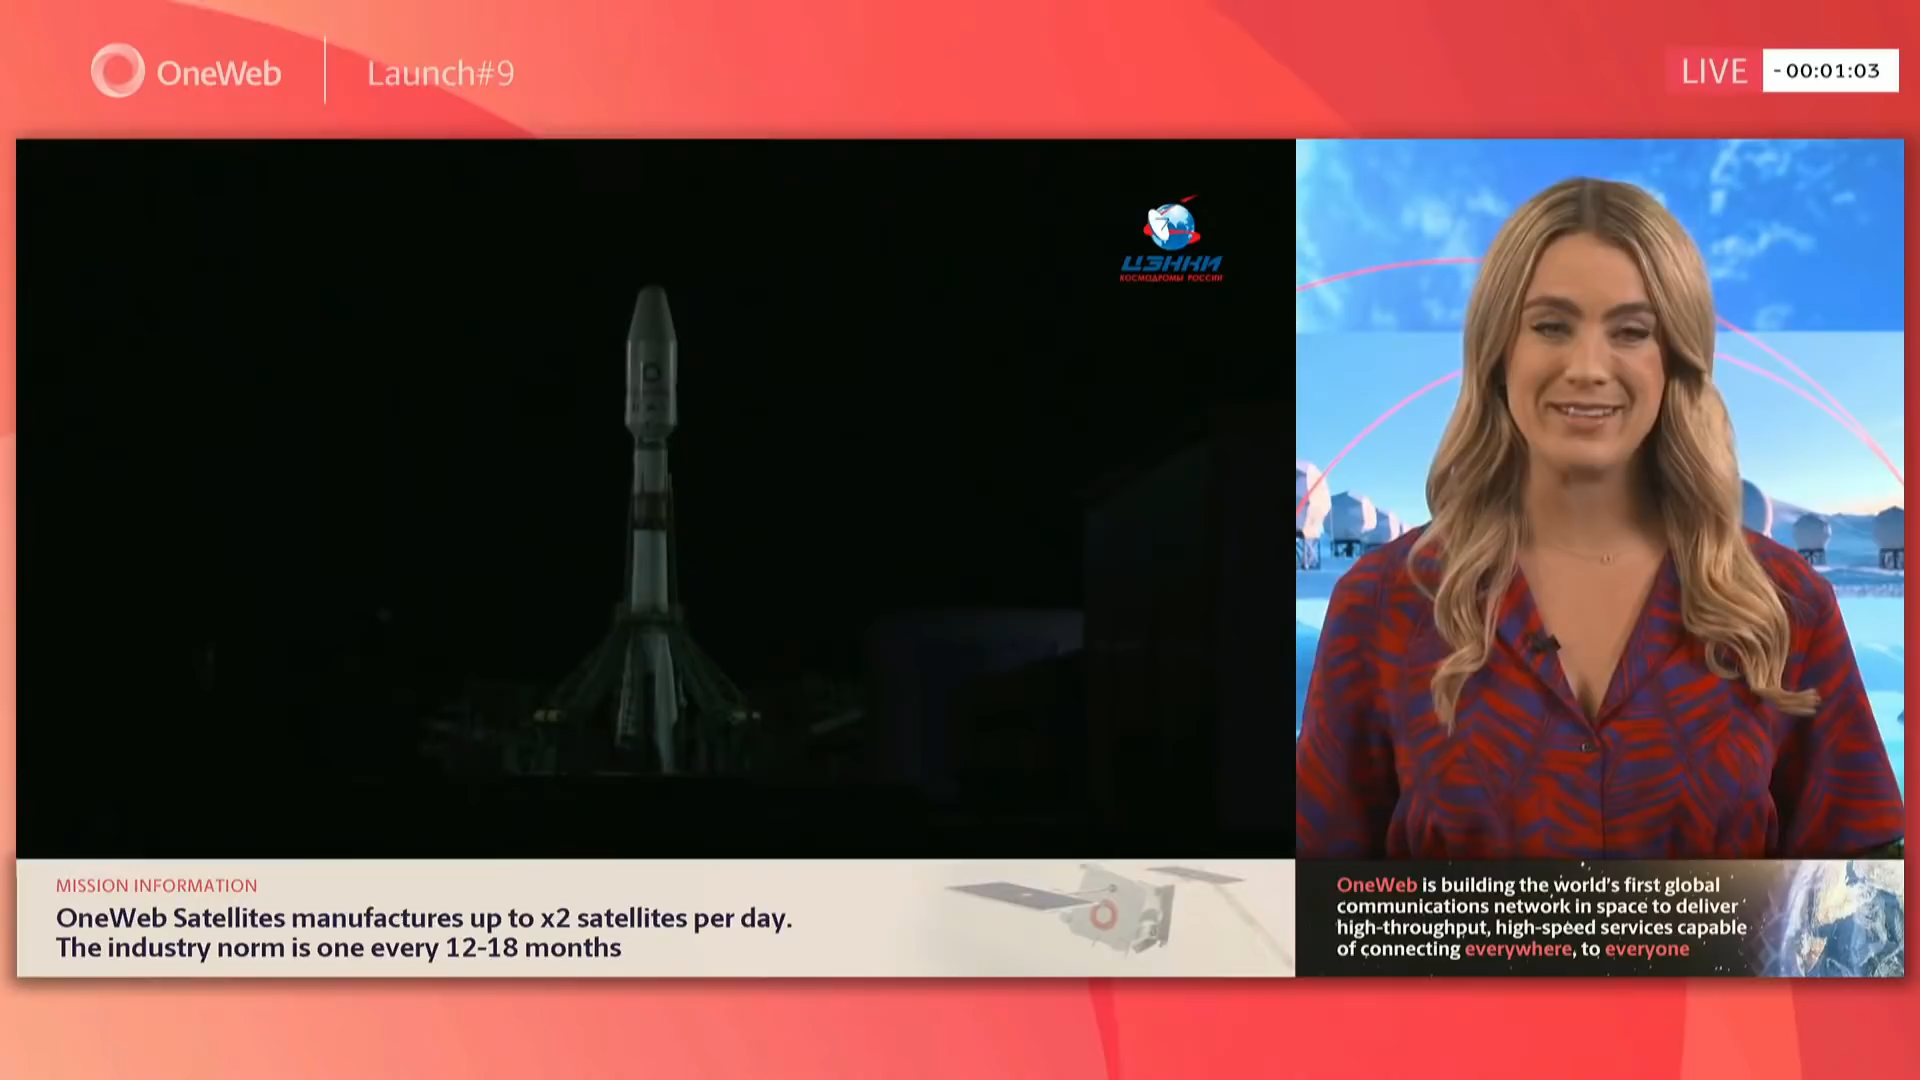 OneWeb
Launch#9
LIVE
-00:01:03
ЦЭНКИ
КОСМОДРОМЫ РОССИИ
MISSION INFORMATION
OneWeb Satellites manufactures up to x2 satellites per day.
The industry norm is one every 12-18 months
OneWeb is building the world's first global
communications network in space to deliver
high-throughput, high-speed services capable
of connecting everywhere, to everyone